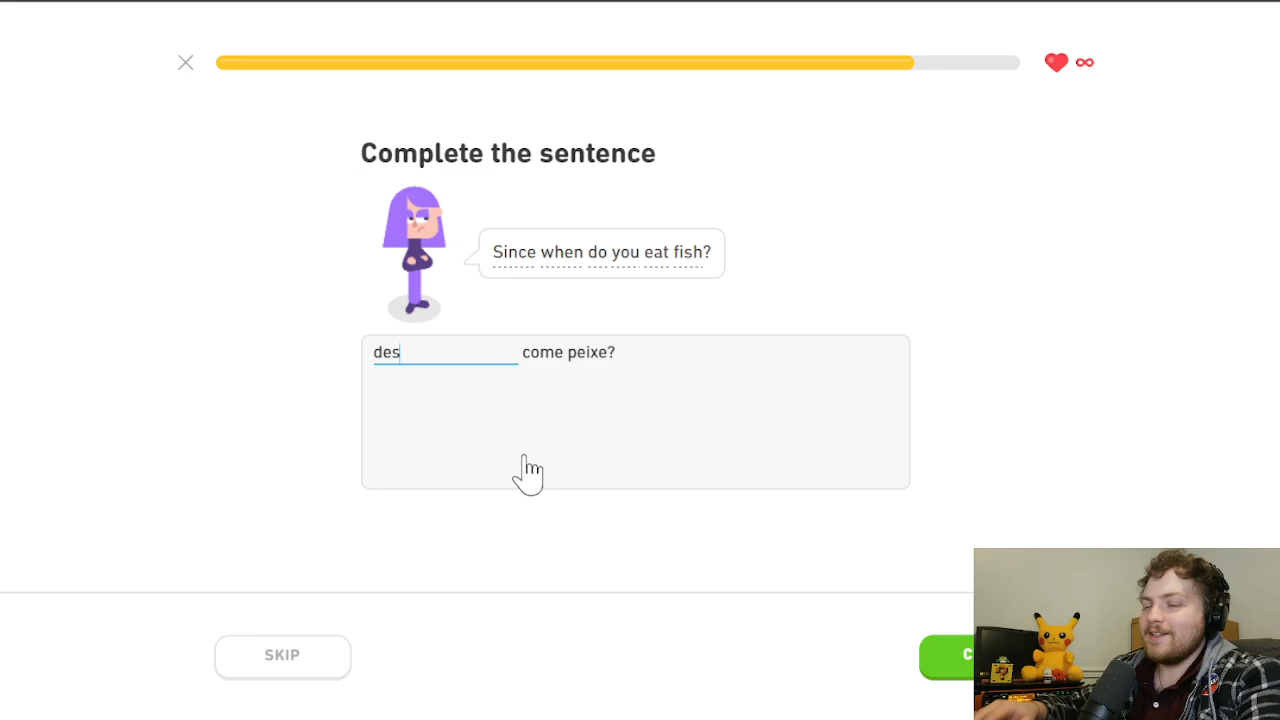 Complete the sentence
Since when do you eat fish?
des come peixe?
SKIP
C